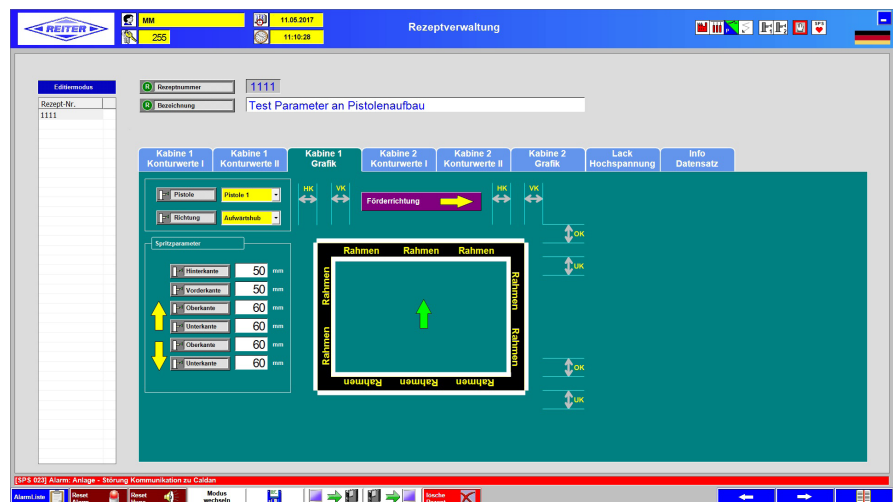 REITER
MM
255
11.05.2017
11:10:28
Rezeptverwaltung
SPS
Editiermodus
Rezept-Nr.
1111
R Rezeptnummer 1111
R Bezeichnung Test Parameter an Pistolenaufbau
Kabine 1 Konturwerte I
Kabine 1 Konturwerte II
Kabine 1 Grafik
Kabine 2 Konturwerte I
Kabine 2 Konturwerte II
Kabine 2 Grafik
Lack Hochspannung
Info Datensatz
Pistole Pistole 1
Richtung Aufwärtshub
HK VK
Förderrichtung
HK VK
OK
UK
Spritzparameter
Hinterkante 50 mm
Vorderkante 50 mm
Oberkante 60 mm
Unterkante 60 mm
Oberkante 60 mm
Unterkante 60 mm
Rahmen Rahmen Rahmen
Rahmen Rahmen
Rahmen Rahmen
Rahmen Rahmen Rahmen
OK
UK
[SPS 023] Alarm: Anlage - Störung Kommunikation zu Caldan
AlarmListe
Reset
Reset
Modus
wechseln
lösche